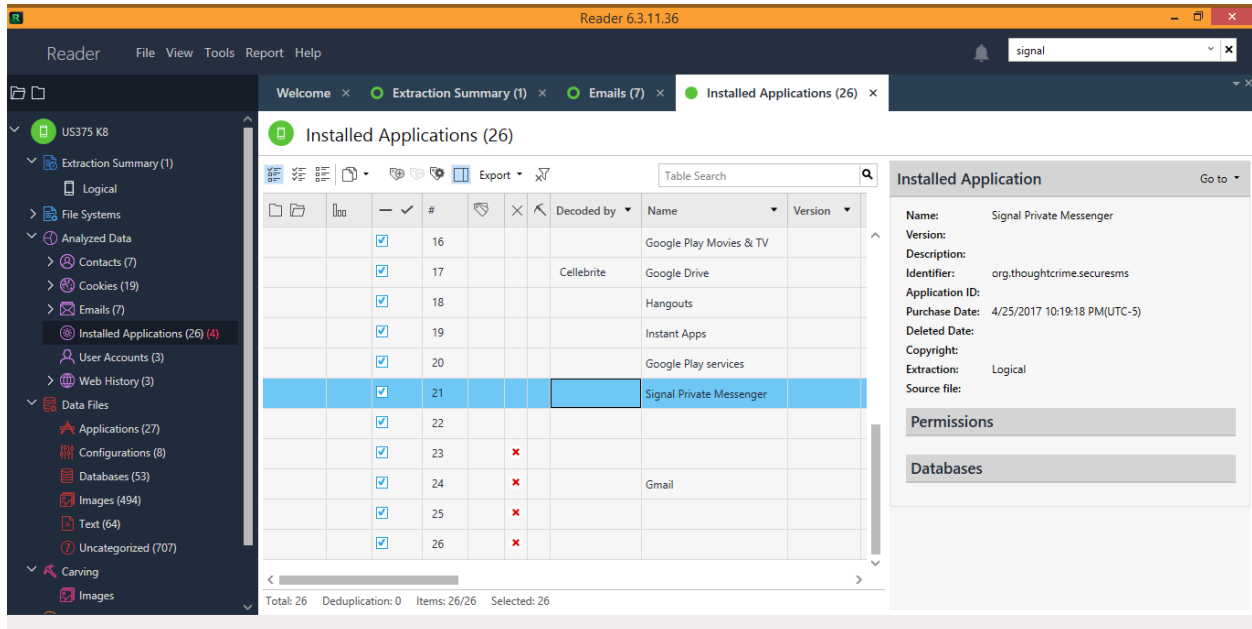 R
Reader 6.3.11.36
Reader File View Tools Report Help
signal
Welcome Extraction Summary (1) Emails (7) Installed Applications (26)
US375 K8
Extraction Summary (1)
Logical
File Systems
Analyzed Data
Contacts (7)
Cookies (19)
Emails (7)
Installed Applications (26) (4)
User Accounts (3)
Web History (3)
Data Files
Applications (27)
Configurations (8)
Databases (53)
Images (494)
Text (64)
Uncategorized (707)
Carving
Images
Installed Applications (26)
Export
Table Search
# Decoded by Name Version
16 Google Play Movies & TV
17 Cellebrite Google Drive
18 Hangouts
19 Instant Apps
20 Google Play services
21 Signal Private Messenger
22
23
24 Gmail
25
26
Total: 26 Deduplication: 0 Items: 26/26 Selected: 26
Installed Application Go to
Name: Signal Private Messenger
Version:
Description:
Identifier: org.thoughtcrime.securesms
Application ID:
Purchase Date: 4/25/2017 10:19:18 PM(UTC-5)
Deleted Date:
Copyright:
Extraction: Logical
Source file:
Permissions
Databases